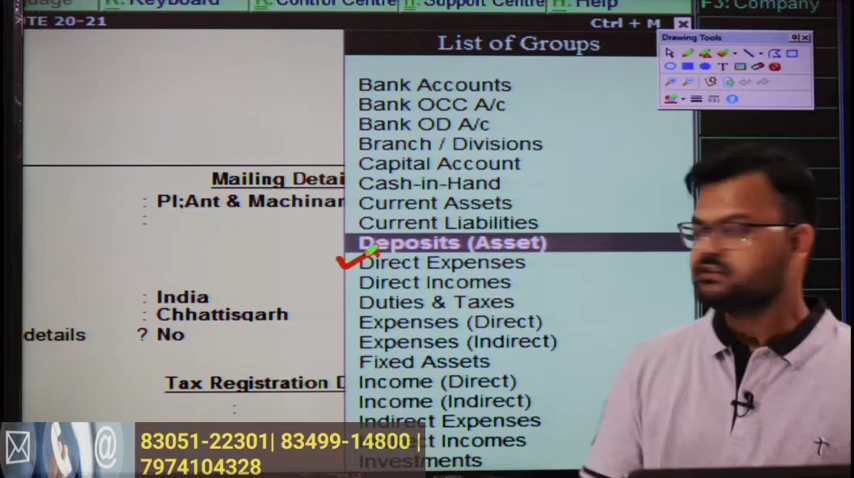 uage
R: Keyboard
K: Control Centre
H: Support Centre
H: Help
F3: Company
TE 20-21
Ctrl + M
List of Groups
Drawing Tools
Bank Accounts
Bank OCC A/c
Bank OD A/c
Branch / Divisions
Capital Account
Cash-in-Hand
Current Assets
Current Liabilities
Deposits (Asset)
Direct Expenses
Direct Incomes
Duties & Taxes
Expenses (Direct)
Expenses (Indirect)
Fixed Assets
Income (Direct)
Income (Indirect)
Indirect Expenses
ect Incomes
Investments
Mailing Detai
: Pl;Ant & Machinar
:
: India
: Chhattisgarh
details ? No
Tax Registration D
:
83051-22301| 83499-14800 |
7974104328